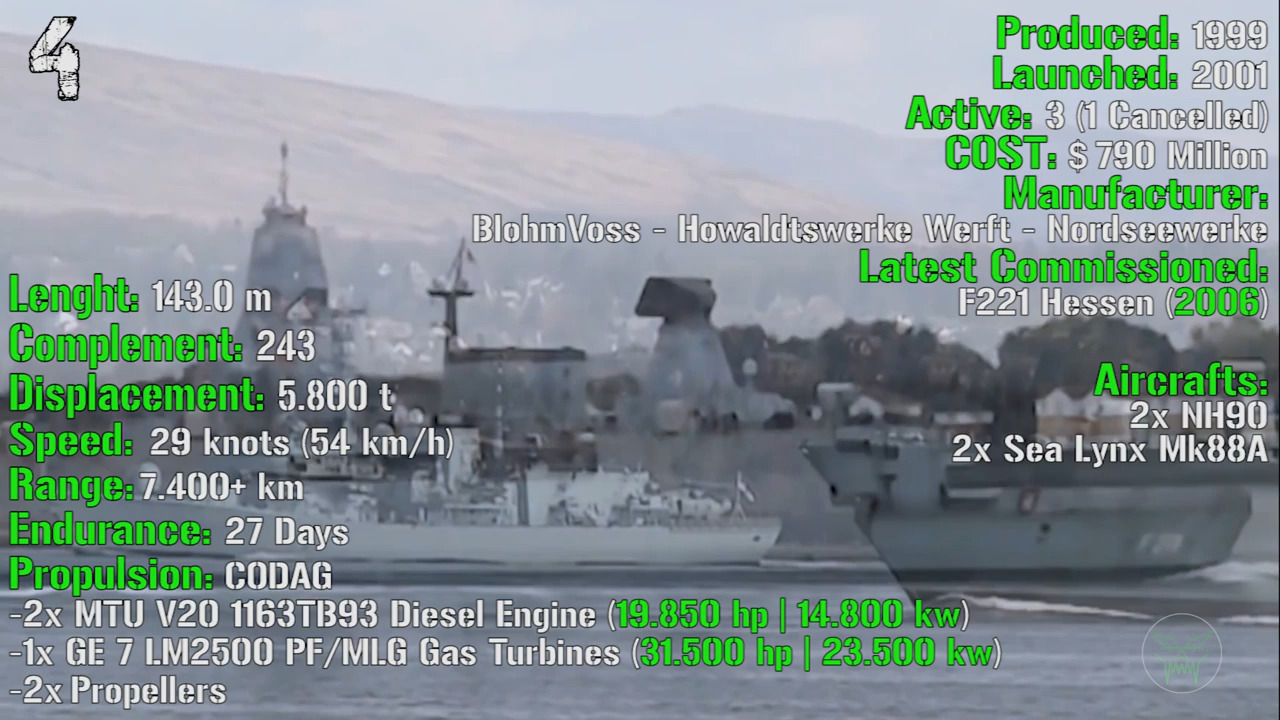 4
Produced: 1999
Launched: 2001
Active: 3 (1 Cancelled)
COST: $ 790 Million
Manufacturer:
BlohmVoss - Howaldtswerke Werft - Nordseewerke
Latest Commissioned:
F221 Hessen (2006)
Aircrafts:
2x NH90
2x Sea Lynx Mk88A
Lenght: 143.0 m
Complement: 243
Displacement: 5.800 t
Speed: 29 knots (54 km/h)
Range: 7.400+ km
Endurance: 27 Days
Propulsion: CODAG
-2x MTU V20 1163TB93 Diesel Engine (19.850 hp | 14.800 kw)
-1x GE 7 LM2500 PF/MLG Gas Turbines (31.500 hp | 23.500 kw)
-2x Propellers